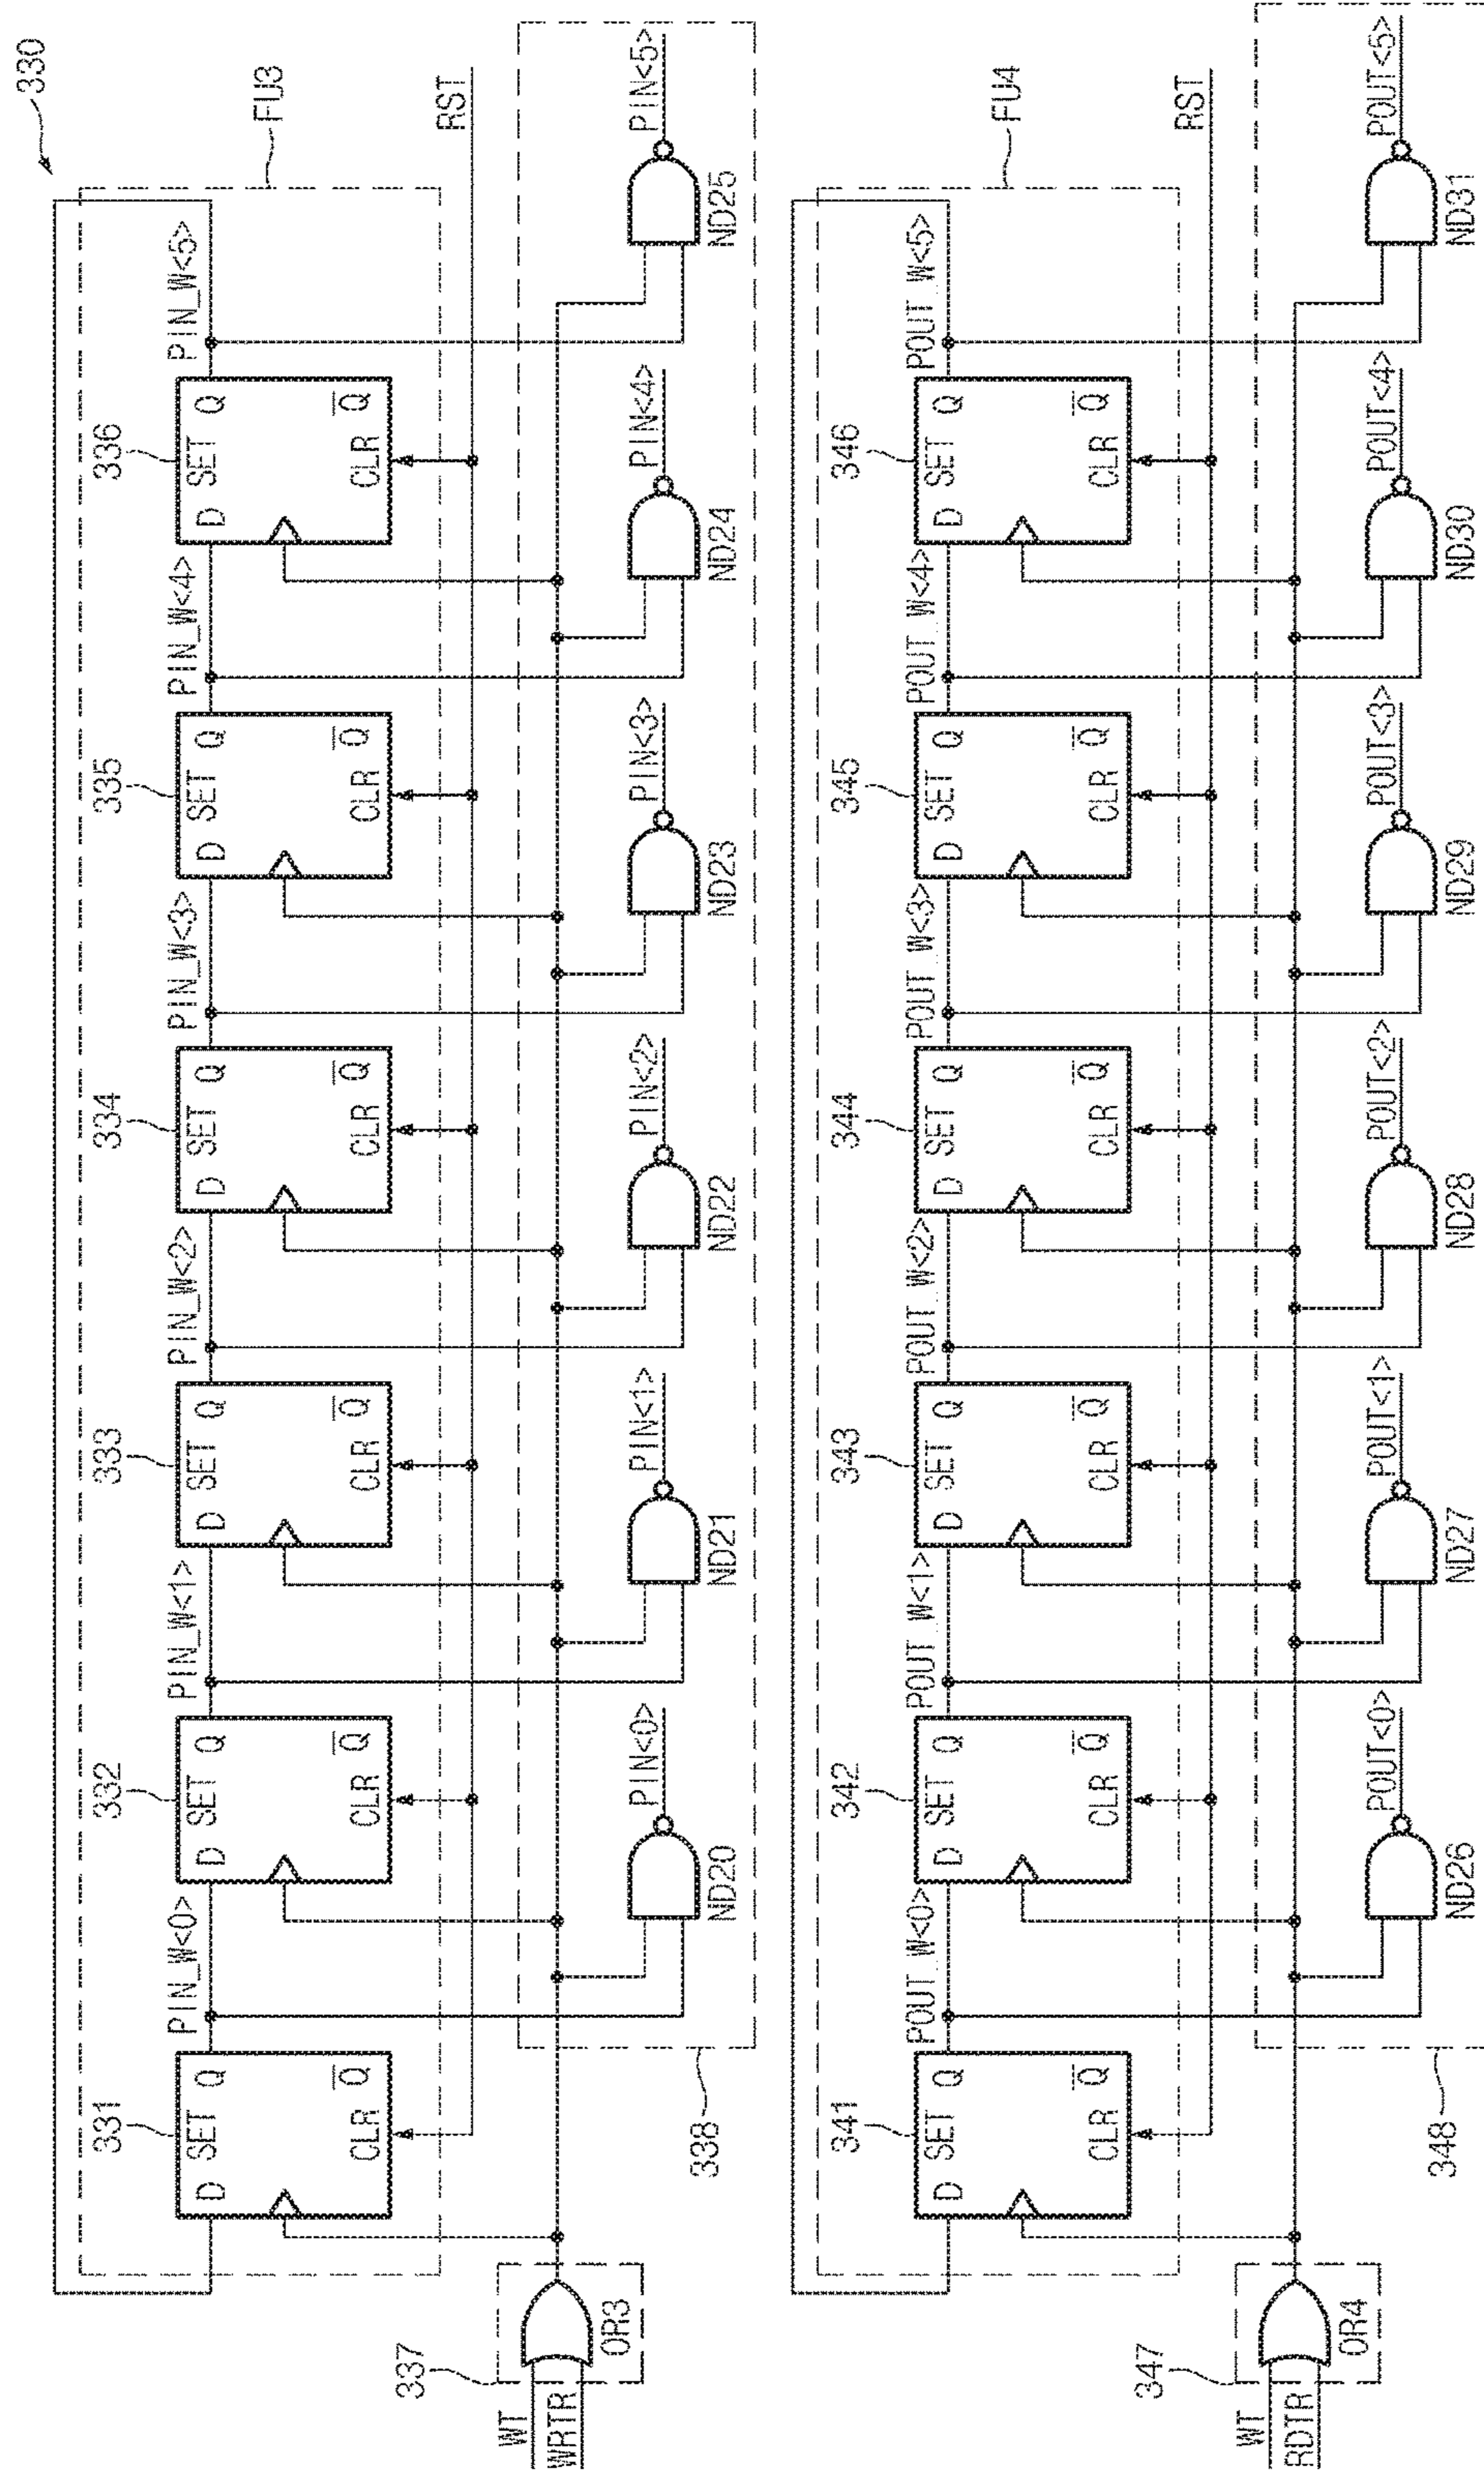 330
FU3
331
332
333
334
335
336
D SET Q
D SET Q
D SET Q
D SET Q
D SET Q
D SET Q
CLR Q
CLR Q
CLR Q
CLR Q
CLR Q
CLR Q
PIN_W<0>
PIN_W<1>
PIN_W<2>
PIN_W<3>
PIN_W<4>
PIN_W<5>
RST
337
WT
WRTR
OR3
338
PIN<0>
PIN<1>
PIN<2>
PIN<3>
PIN<4>
PIN<5>
ND20
ND21
ND22
ND23
ND24
ND25
FU4
341
342
343
344
345
346
D SET Q
D SET Q
D SET Q
D SET Q
D SET Q
D SET Q
CLR Q
CLR Q
CLR Q
CLR Q
CLR Q
CLR Q
POUT_W<0>
POUT_W<1>
POUT_W<2>
POUT_W<3>
POUT_W<4>
POUT_W<5>
RST
347
WT
RDTR
OR4
348
POUT<0>
POUT<1>
POUT<2>
POUT<3>
POUT<4>
POUT<5>
ND26
ND27
ND28
ND29
ND30
ND31